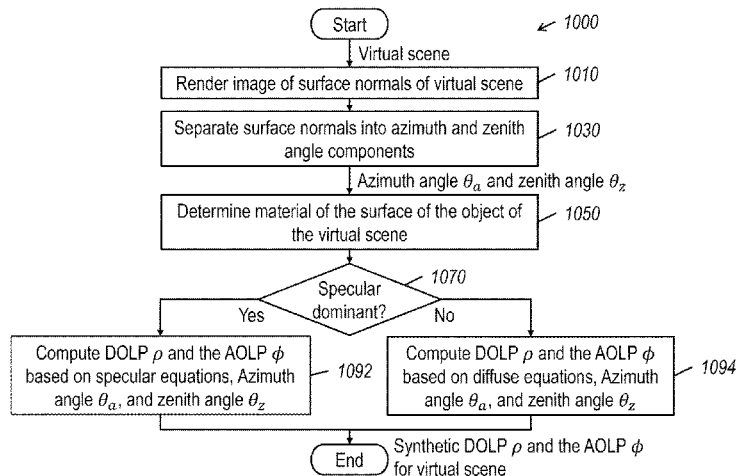 Start
1000
Virtual scene
Render image of surface normals of virtual scene
1010
Separate surface normals into azimuth and zenith
angle components
1030
Azimuth angle θₐ and zenith angle θ_z
Determine material of the surface of the object of
the virtual scene
1050
Specular
dominant?
1070
Yes
No
Compute DOLP ρ and the AOLP ϕ
based on specular equations, Azimuth
angle θₐ, and zenith angle θ_z
1092
Compute DOLP ρ and the AOLP ϕ
based on diffuse equations, Azimuth
angle θₐ, and zenith angle θ_z
1094
End
Synthetic DOLP ρ and the AOLP ϕ
for virtual scene